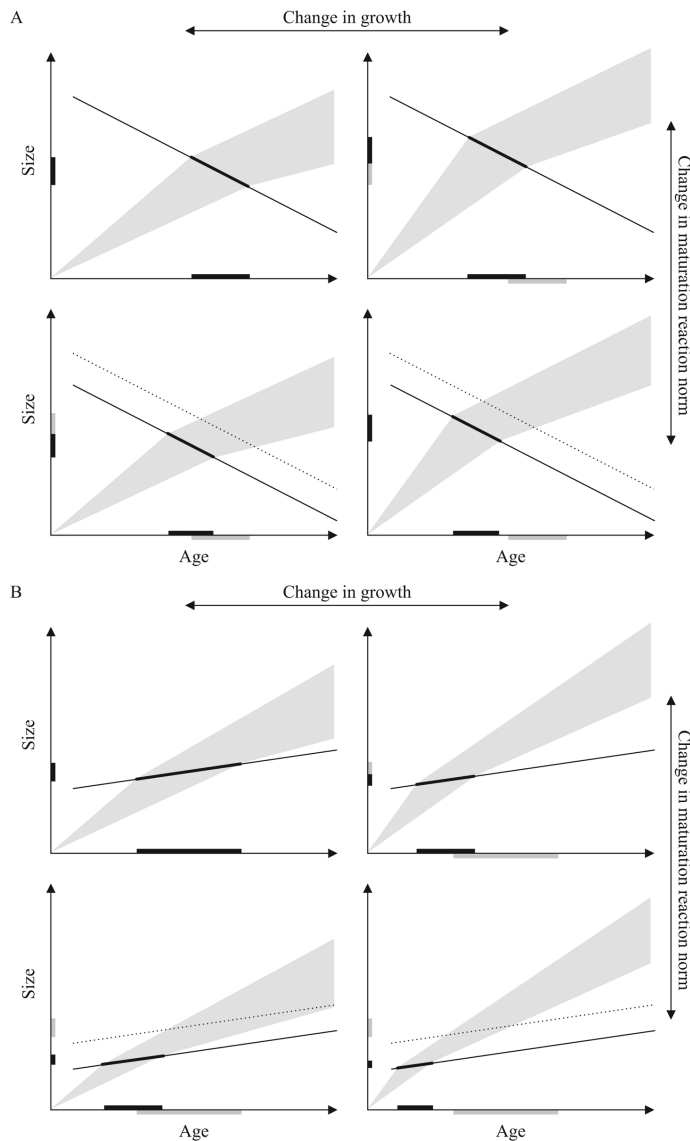 A
Change in growth
Size
Change in maturation reaction norm
Size
Age
Age
B
Change in growth
Size
Change in maturation reaction norm
Size
Age
Age